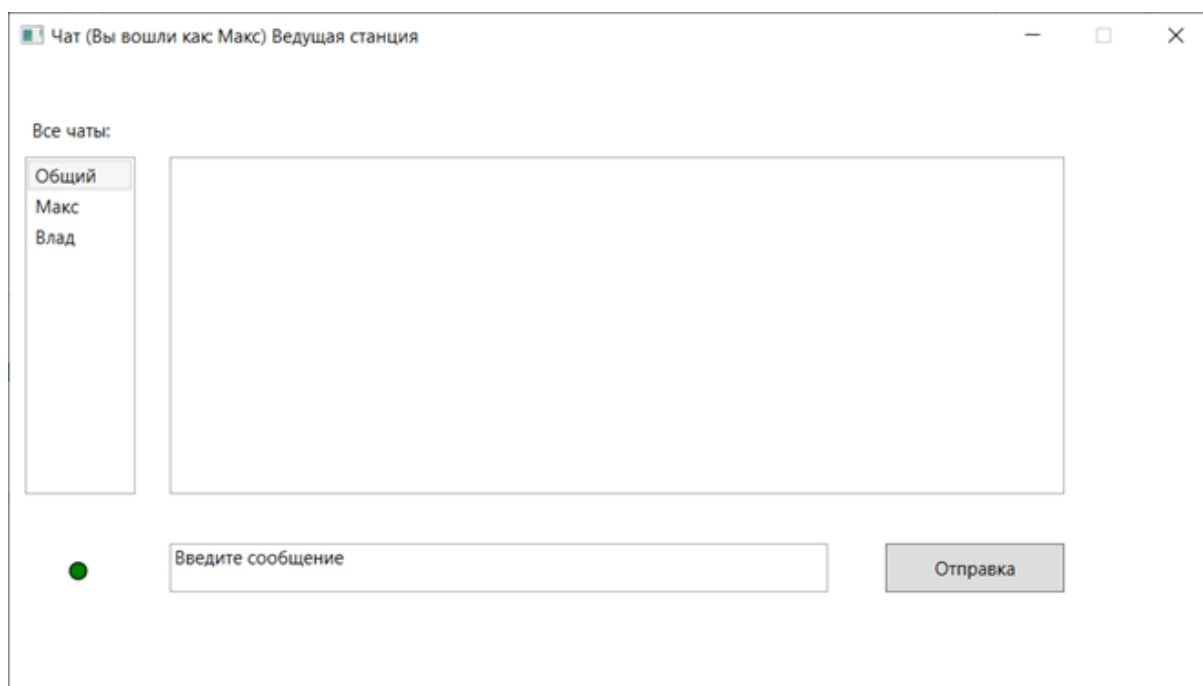 Чат (Вы вошли как: Макс) Ведущая станция
Все чаты:
Общий
Макс
Влад
Введите сообщение
Отправка